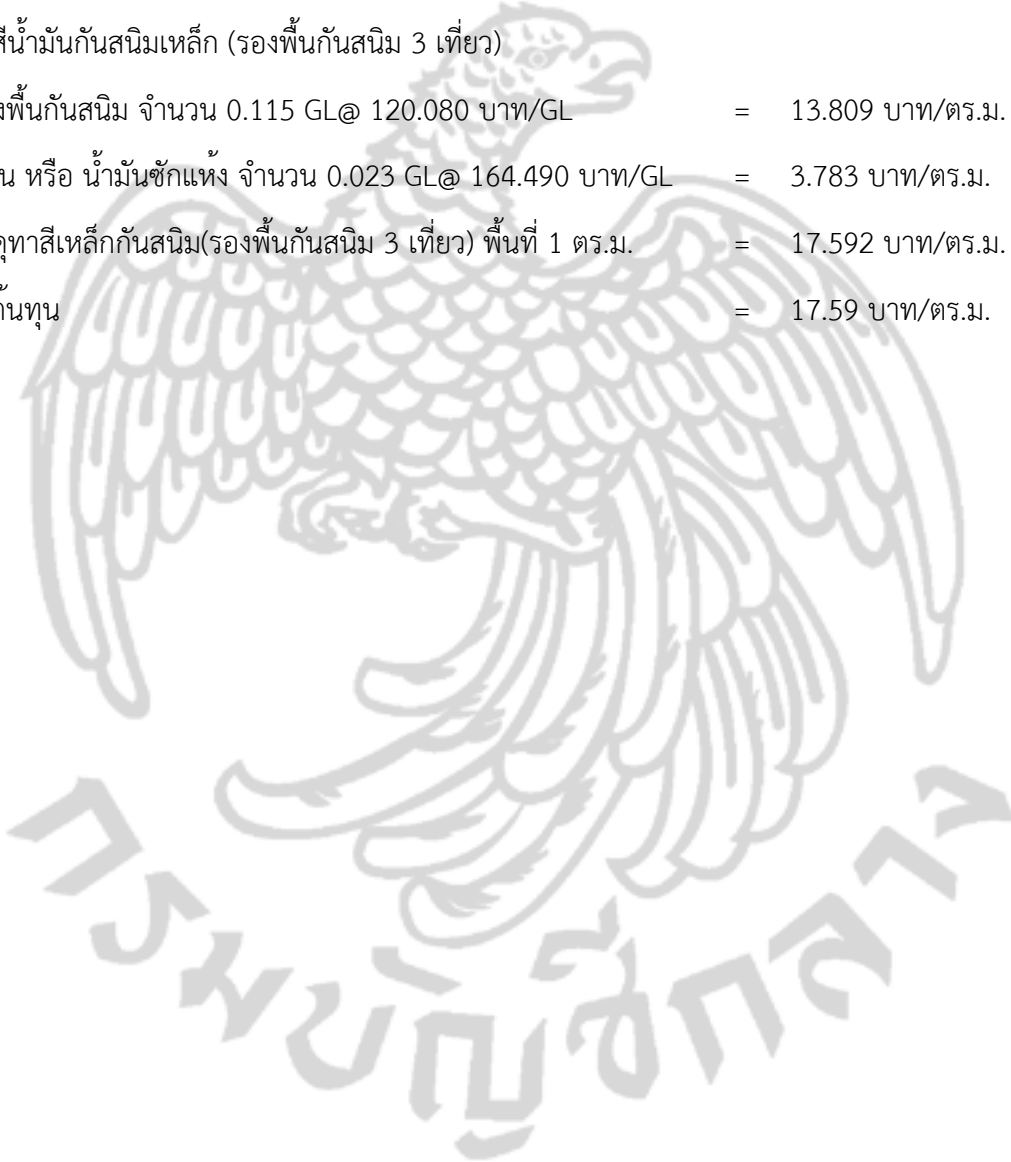 สีน้ำมันกันสนิมเหล็ก (รองพื้นกันสนิม 3 เที่ยว)
งพื้นกันสนิม จำนวน 0.115 GL@ 120.080 บาท/GL = 13.809 บาท/ตร.ม.
น หรือ น้ำมันซักแห้ง จำนวน 0.023 GL@ 164.490 บาท/GL = 3.783 บาท/ตร.ม.
ดุทาสีเหล็กกันสนิม(รองพื้นกันสนิม 3 เที่ยว) พื้นที่ 1 ตร.ม. = 17.592 บาท/ตร.ม.
ต้นทุน = 17.59 บาท/ตร.ม.
กรมบัญชีกลาง